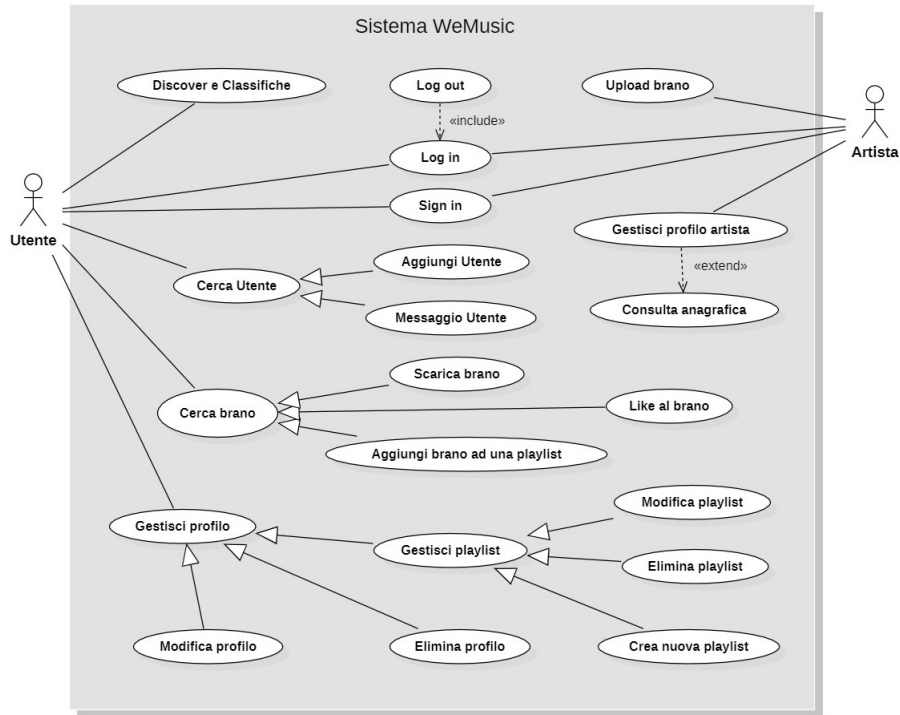 Sistema WeMusic
Discover e Classifiche
Log out
Upload brano
«include»
Log in
Artista
Sign in
Utente
Gestisci profilo artista
Aggiungi Utente
«extend»
Cerca Utente
Consulta anagrafica
Messaggio Utente
Scarica brano
Cerca brano
Like al brano
Aggiungi brano ad una playlist
Modifica playlist
Gestisci profilo
Gestisci playlist
Elimina playlist
Modifica profilo
Elimina profilo
Crea nuova playlist